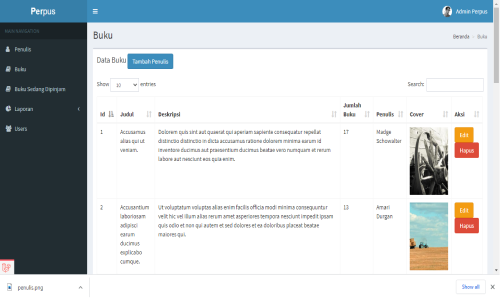 Perpus
Admin Perpus
MAIN NAVIGATION
Penulis
Buku
Buku Sedang Dipinjam
Laporan
Users
Buku
Beranda > Buku
Data Buku Tambah Penulis
Show 10 entries
Search:
Id Judul Deskripsi Jumlah Buku Penulis Cover Aksi
1 Accusamus alias qui ut veniam.
Dolorem quis sint aut quaerat qui aperiam sapiente consequatur repellat
distinctio distinctio in dicta accusamus ratione dolorem minima earum id
inventore ducimus aut praesentium ducimus beatae vero numquam et rerum
labore aut nesciunt eos quia enim.
17
Madge Schowalter
Edit
Hapus
2 Accusantium laboriosam adipisci earum ducimus explicabo cumque.
Ut voluptatum voluptas alias enim facilis officia modi minima consequuntur
velit hic vel illum alias rerum amet asperiores tempora nesciunt impedit ipsam
quis odio et non qui autem et sed dolores et ea doloribus placeat beatae
maiores qui.
13
Amari Durgan
Edit
Hapus
penulis.png
Show all